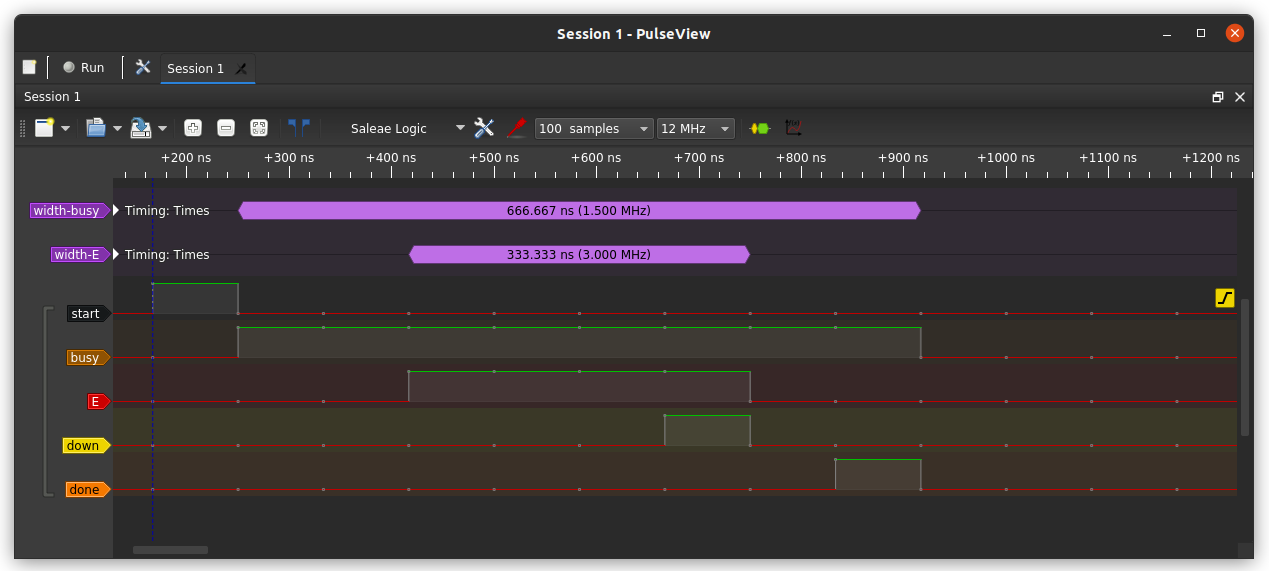 Session 1 - PulseView
Run
Session 1
Session 1
Saleae Logic
100 samples
12 MHz
+200 ns +300 ns +400 ns +500 ns +600 ns +700 ns +800 ns +900 ns +1000 ns +1100 ns +1200 ns
width-busy Timing: Times 666.667 ns (1.500 MHz)
width-E Timing: Times 333.333 ns (3.000 MHz)
start
busy
E
down
done